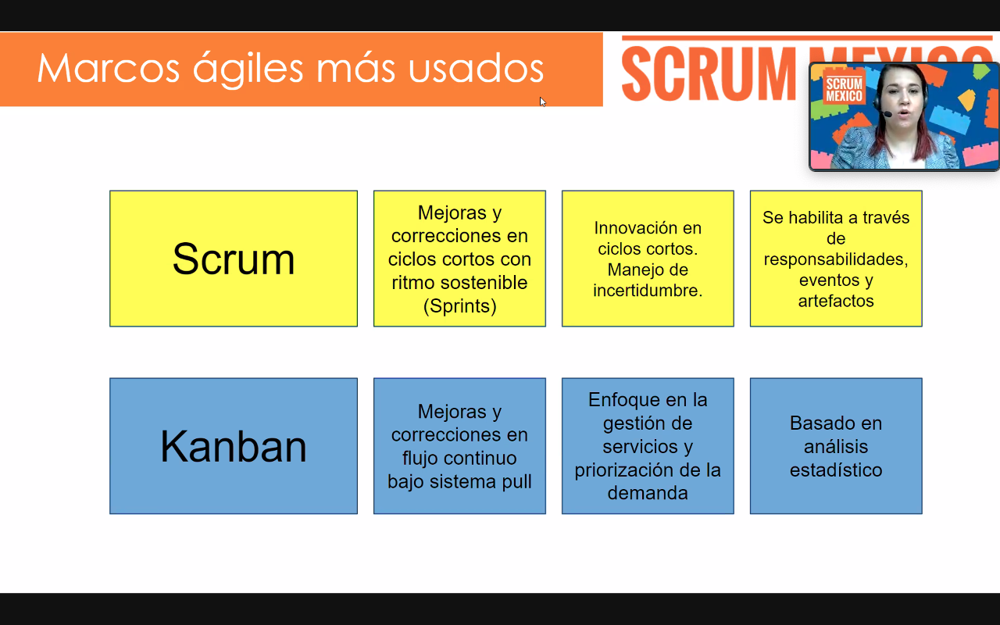 Marcos ágiles más usados
SCRUM MEXICO
SCRUM
MEXICO
Scrum
Mejoras y
correcciones en
ciclos cortos con
ritmo sostenible
(Sprints)
Innovación en
ciclos cortos.
Manejo de
incertidumbre.
Se habilita a través
de
responsabilidades,
eventos y
artefactos
Kanban
Mejoras y
correcciones en
flujo continuo
bajo sistema pull
Enfoque en la
gestión de
servicios y
priorización de la
demanda
Basado en
análisis
estadístico